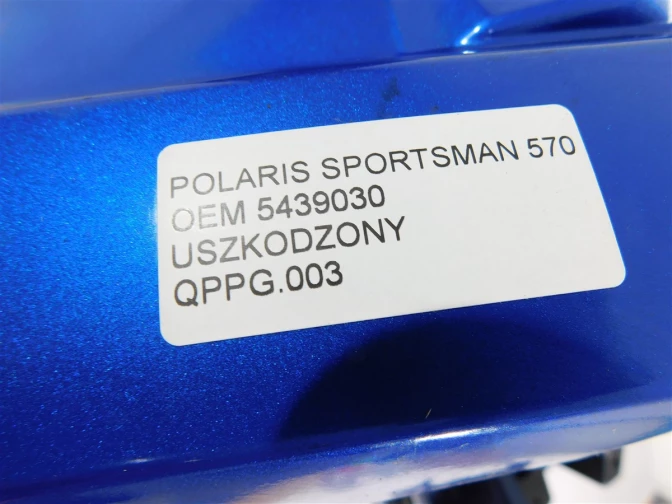 POLARIS SPORTSMAN 570
OEM 5439030
USZKODZONY
QPPG.003